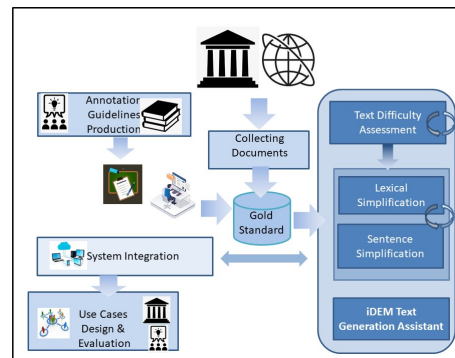 Annotation
Guidelines
Production
Collecting
Documents
Gold
Standard
Text Difficulty
Assessment
Lexical
Simplification
Sentence
Simplification
iDEM Text
Generation Assistant
System Integration
Use Cases
Design &
Evaluation